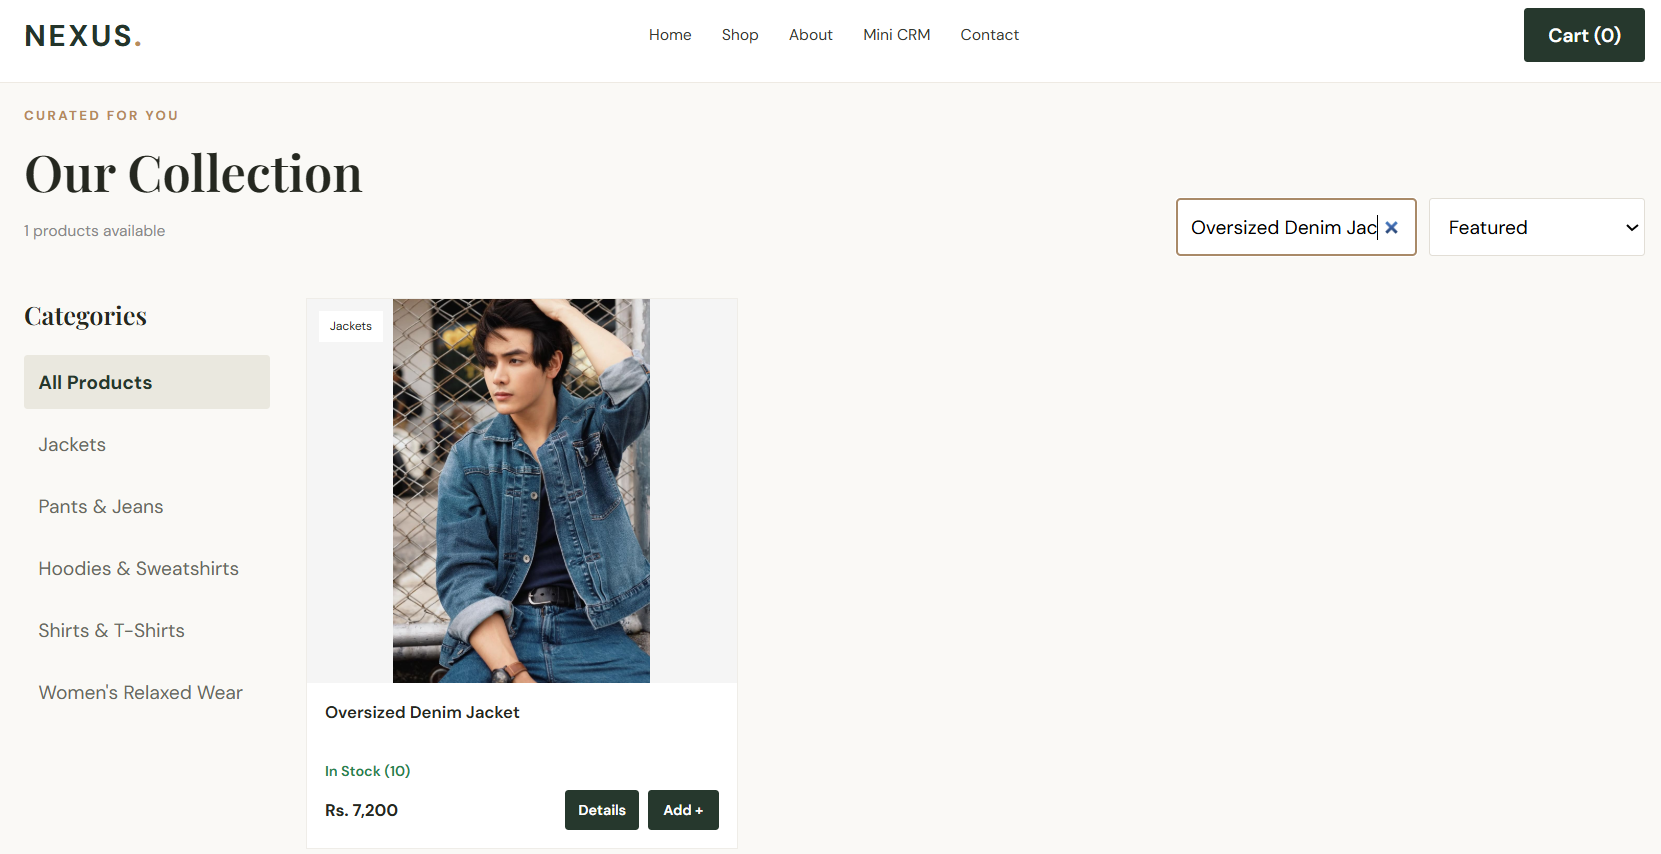 NEXUS.
Home
Shop
About
Mini CRM
Contact
Cart (0)
CURATED FOR YOU
Our Collection
1 products available
Oversized Denim Jac
Featured
Categories
All Products
Jackets
Pants & Jeans
Hoodies & Sweatshirts
Shirts & T-Shirts
Women's Relaxed Wear
Jackets
Oversized Denim Jacket
In Stock (10)
Rs. 7,200
Details
Add +